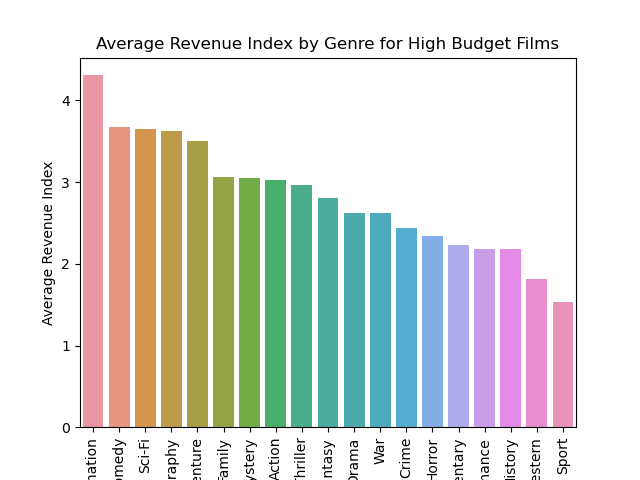 Average Revenue Index by Genre for High Budget Films
Average Revenue Index
4
3
2
1
0
mation
omedy
Sci-Fi
raphy
enture
Family
ystery
Action
Thriller
ntasy
Drama
War
Crime
Horror
entary
mance
History
estern
Sport